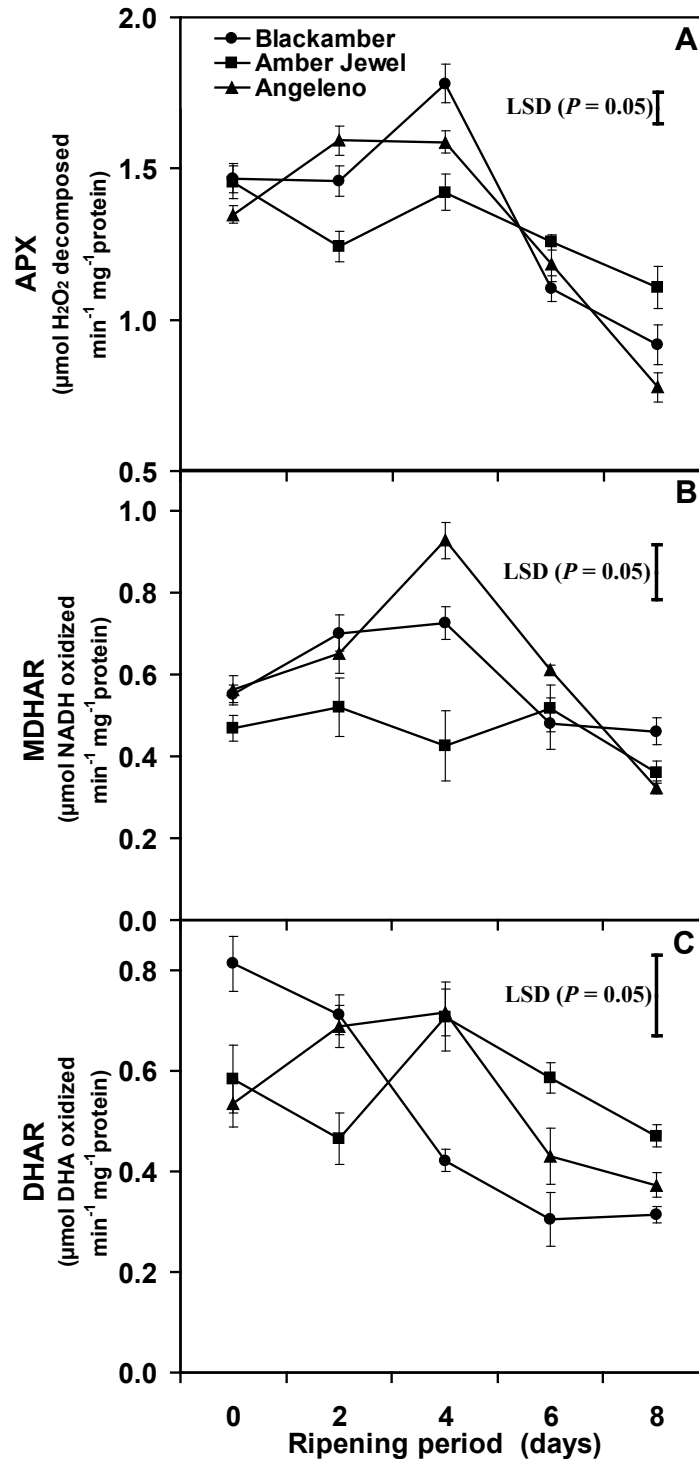 2.0
A
Blackamber
Amber Jewel
Angeleno
LSD (P = 0.05)
1.5
1.0
0.5
APX
(µmol H₂O₂ decomposed
min⁻¹ mg⁻¹protein)
B
1.0
LSD (P = 0.05)
0.8
0.6
0.4
0.2
0.0
MDHAR
(µmol NADH oxidized
min⁻¹ mg⁻¹protein)
C
0.8
LSD (P = 0.05)
0.6
0.4
0.2
0.0
DHAR
(µmol DHA oxidized
min⁻¹ mg⁻¹protein)
0 2 4 6 8
Ripening period (days)